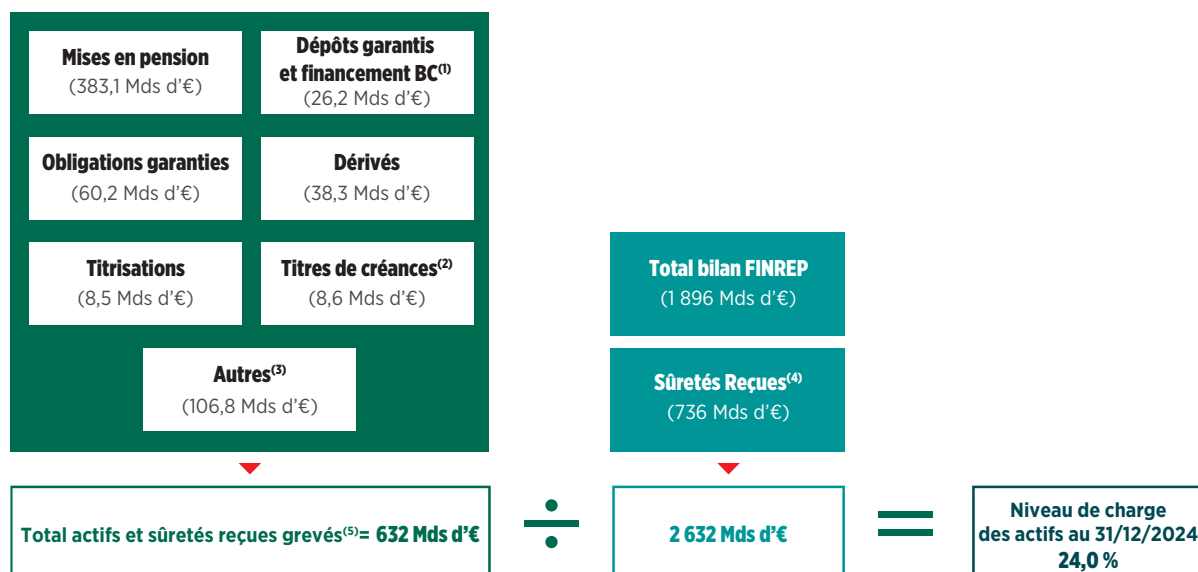 Mises en pension
(383,1 Mds d'€)
Dépôts garantis
et financement BC(1)
(26,2 Mds d'€)
Obligations garanties
(60,2 Mds d'€)
Dérivés
(38,3 Mds d'€)
Titrisations
(8,5 Mds d'€)
Titres de créances(2)
(8,6 Mds d'€)
Autres(3)
(106,8 Mds d'€)
Total bilan FINREP
(1 896 Mds d'€)
Sûretés Reçues(4)
(736 Mds d'€)
Total actifs et sûretés reçues grevés(5)= 632 Mds d'€
÷
2 632 Mds d'€
=
Niveau de charge
des actifs au 31/12/2024
24,0 %